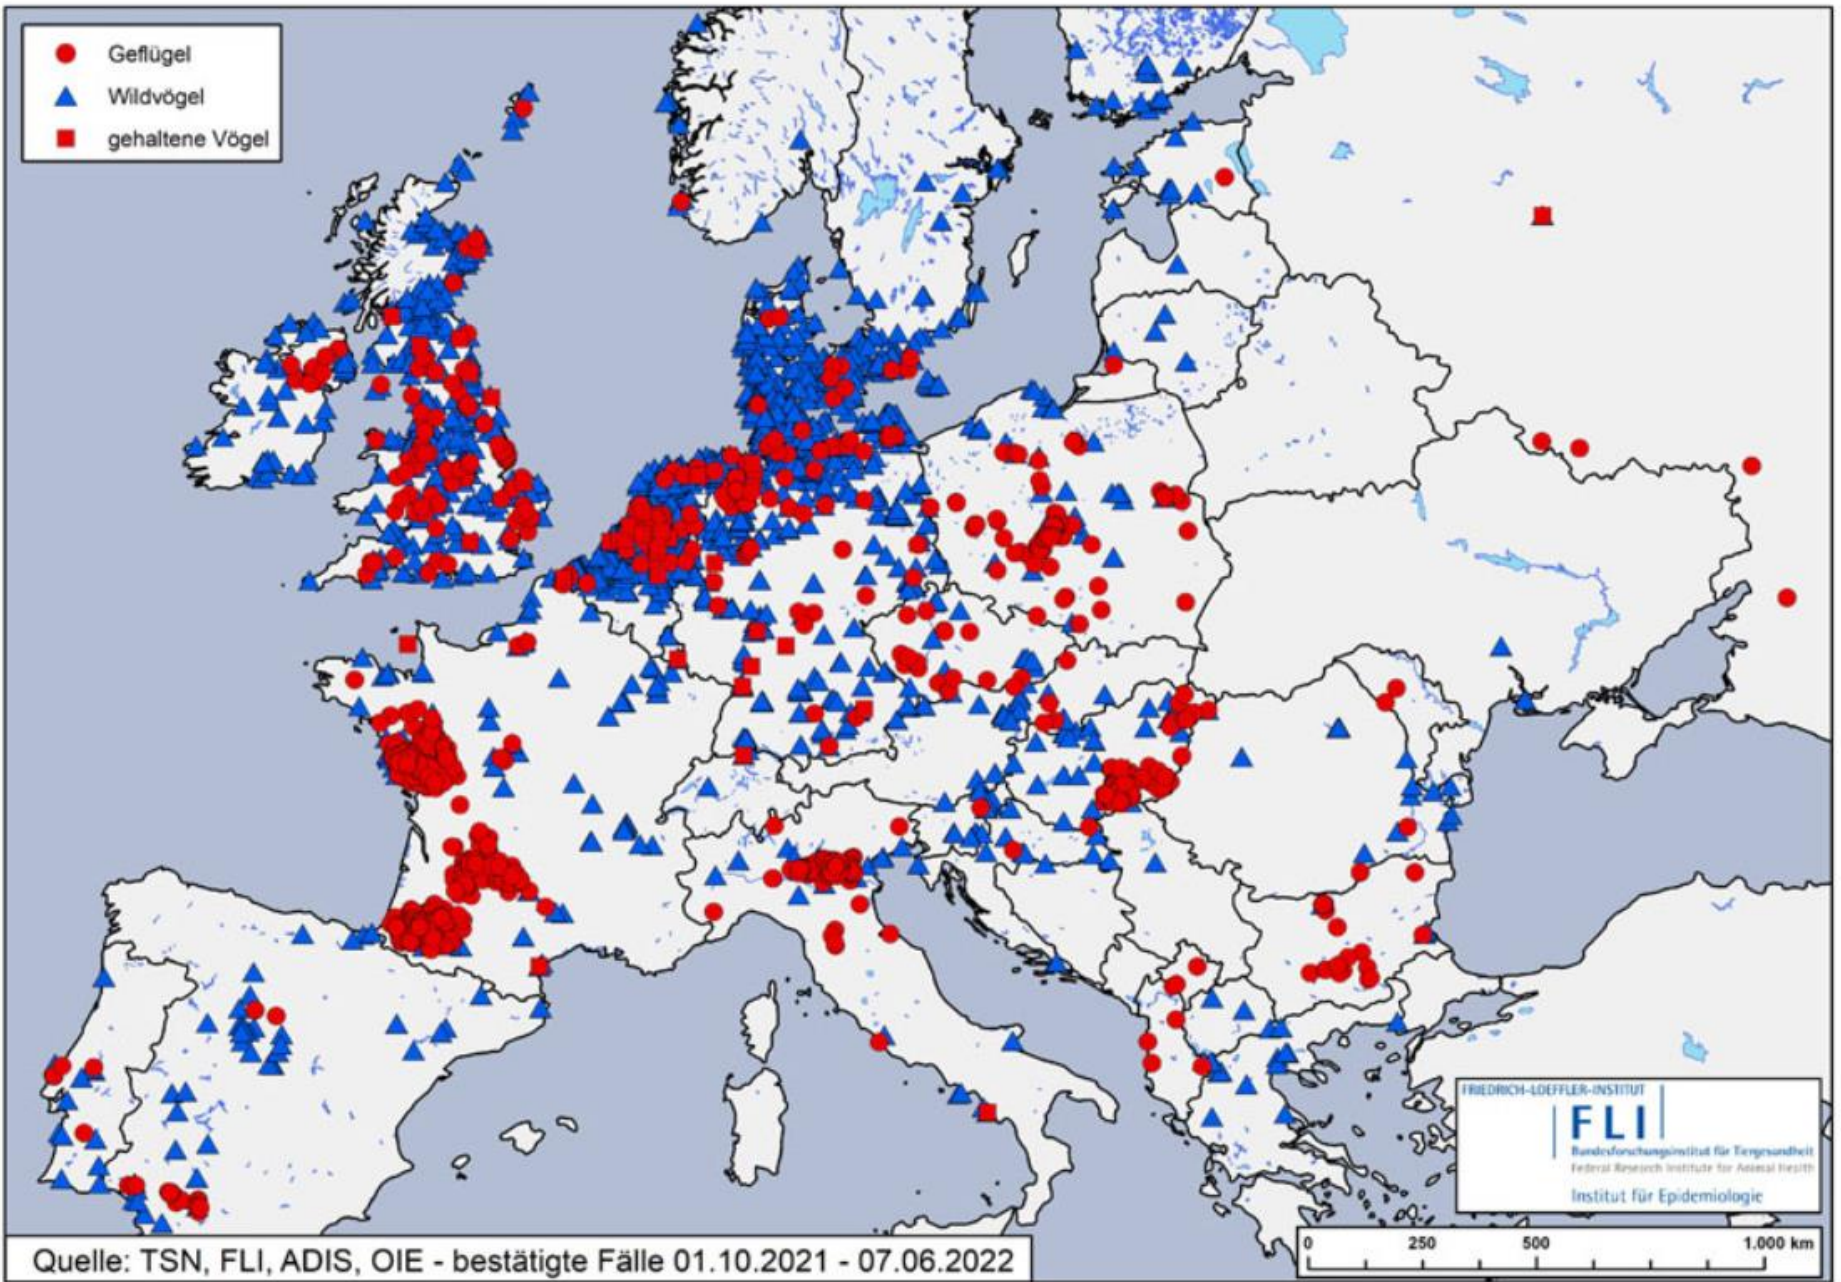 Geflügel
Wildvögel
gehaltene Vögel
FRIEDRICH-LOEFFLER-INSTITUT
FLI
Bundesforschungsinstitut für Tiergesundheit
Federal Research Institute for Animal Health
Institut für Epidemiologie
0 250 500 1.000 km
Quelle: TSN, FLI, ADIS, OIE - bestätigte Fälle 01.10.2021 - 07.06.2022